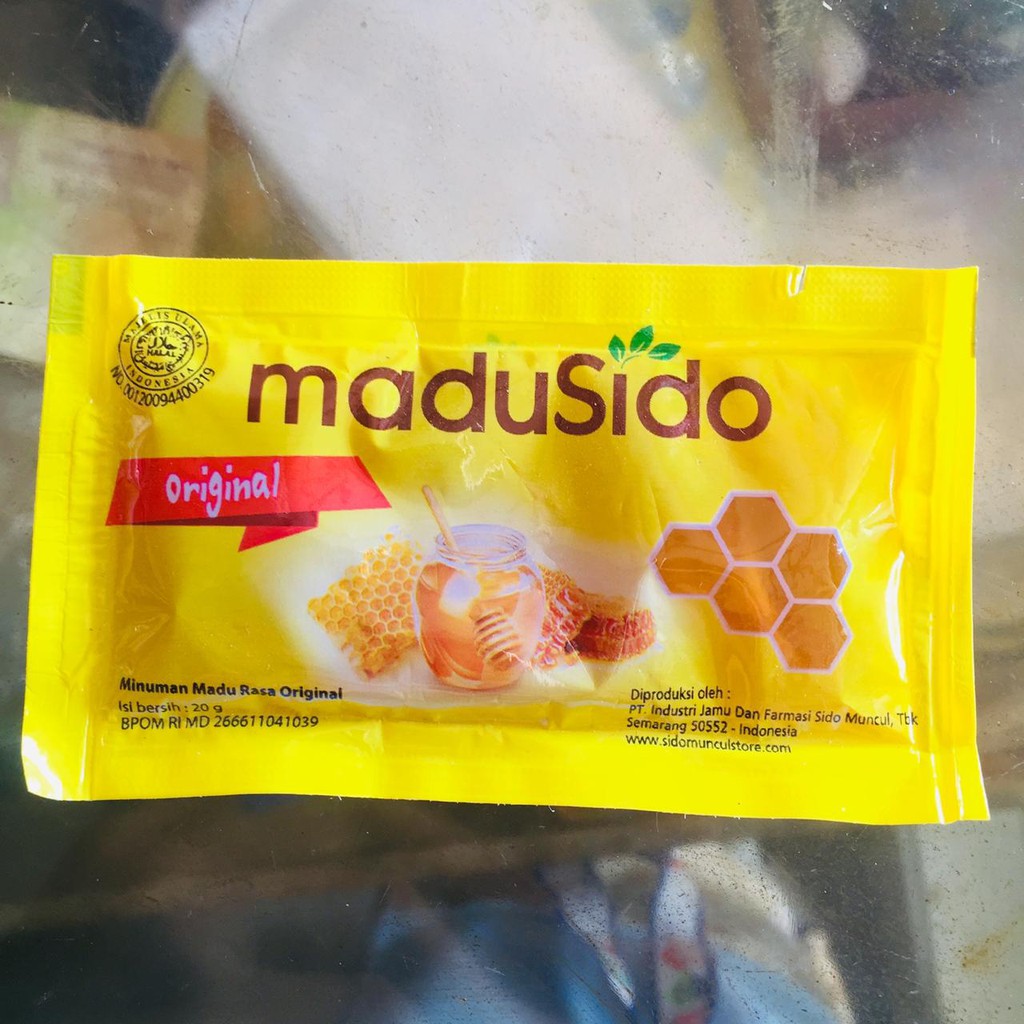 MAJELIS ULAMA
حلال
HALAL
INDONESIA
No.00120094400319
maduSido
original
Minuman Madu Rasa Original
Isi bersih : 20 g
BPOM RI MD 266611041039
Diproduksi oleh :
PT. Industri Jamu Dan Farmasi Sido Muncul, Tbk
Semarang 50552 - Indonesia
www.sidomunculstore.com